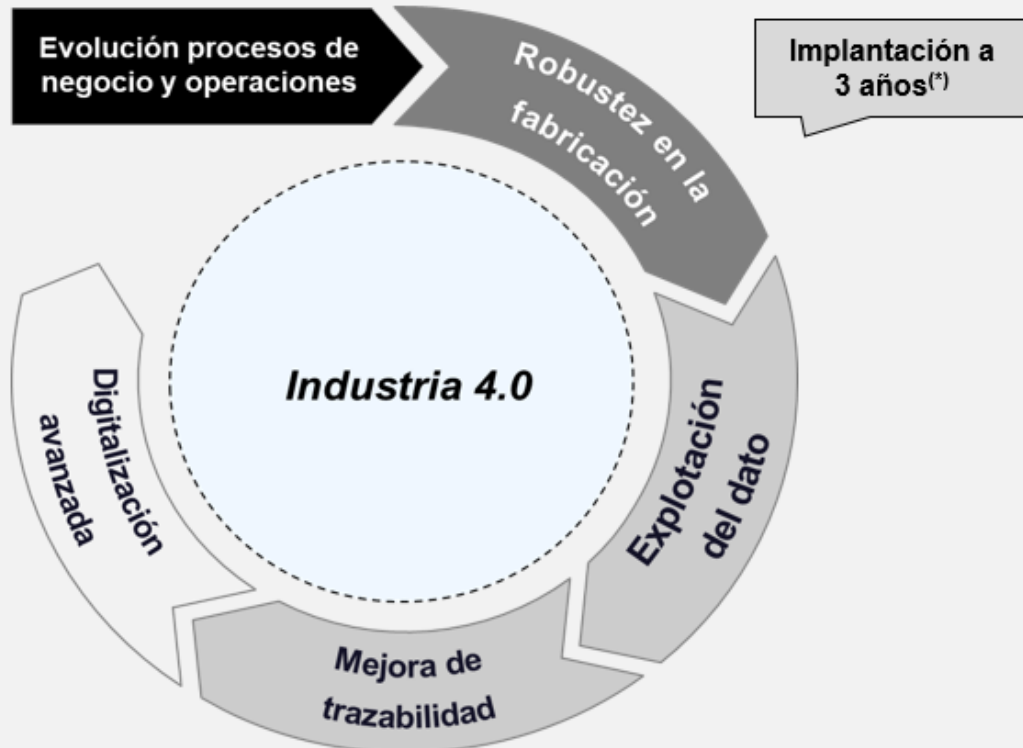 Evolución procesos de
negocio y operaciones
Robustez en la
fabricación
Implantación a
3 años(*)
Explotación
del dato
Mejora de
trazabilidad
Digitalización
avanzada
Industria 4.0